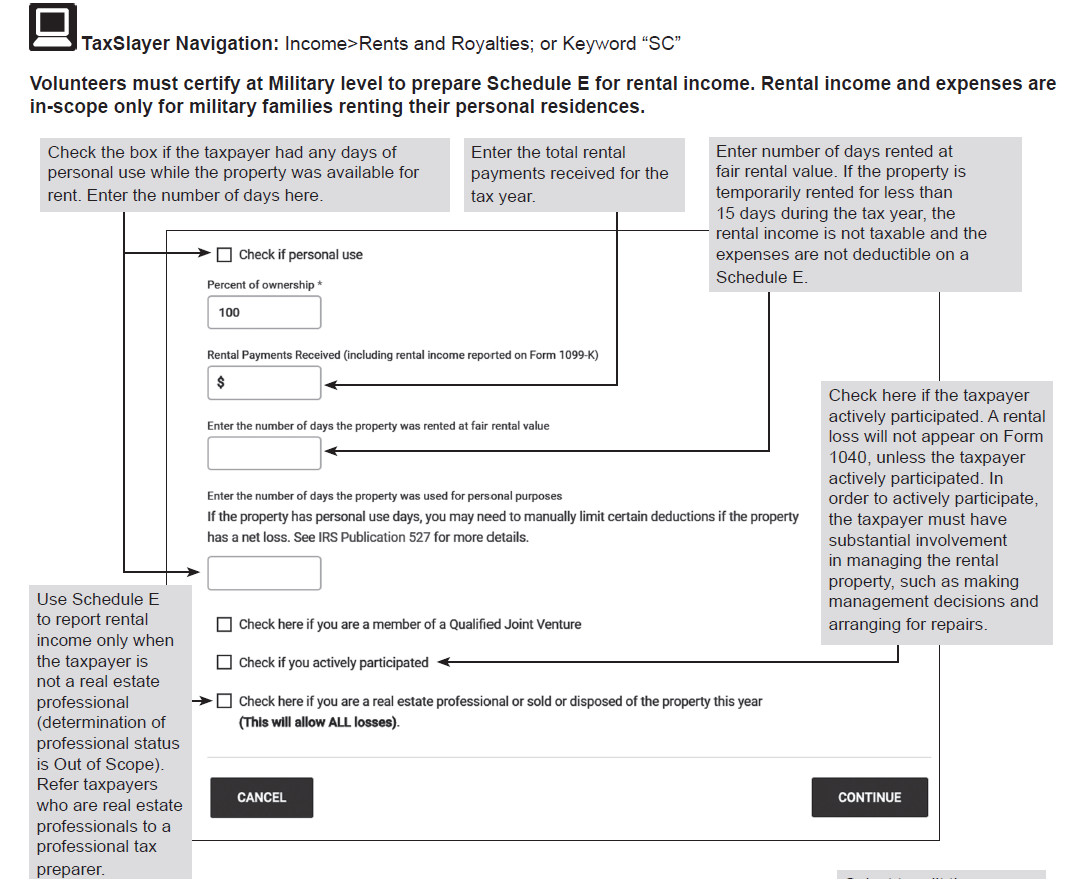 TaxSlayer Navigation: Income>Rents and Royalties; or Keyword “SC”
Volunteers must certify at Military level to prepare Schedule E for rental income. Rental income and expenses are
in-scope only for military families renting their personal residences.
Check the box if the taxpayer had any days of
personal use while the property was available for
rent. Enter the number of days here.
Enter the total rental
payments received for the
tax year.
Enter number of days rented at
fair rental value. If the property is
temporarily rented for less than
15 days during the tax year, the
rental income is not taxable and the
expenses are not deductible on a
Schedule E.
Check if personal use
Percent of ownership *
100
Rental Payments Received (including rental income reported on Form 1099-K)
$
Enter the number of days the property was rented at fair rental value
Enter the number of days the property was used for personal purposes
If the property has personal use days, you may need to manually limit certain deductions if the property
has a net loss. See IRS Publication 527 for more details.
Check here if the taxpayer
actively participated. A rental
loss will not appear on Form
1040, unless the taxpayer
actively participated. In
order to actively participate,
the taxpayer must have
substantial involvement
in managing the rental
property, such as making
management decisions and
arranging for repairs.
Use Schedule E
to report rental
income only when
the taxpayer is
not a real estate
professional
(determination of
professional status
is Out of Scope).
Refer taxpayers
who are real estate
professionals to a
professional tax
preparer.
Check here if you are a member of a Qualified Joint Venture
Check if you actively participated
Check here if you are a real estate professional or sold or disposed of the property this year
(This will allow ALL losses).
CANCEL
CONTINUE